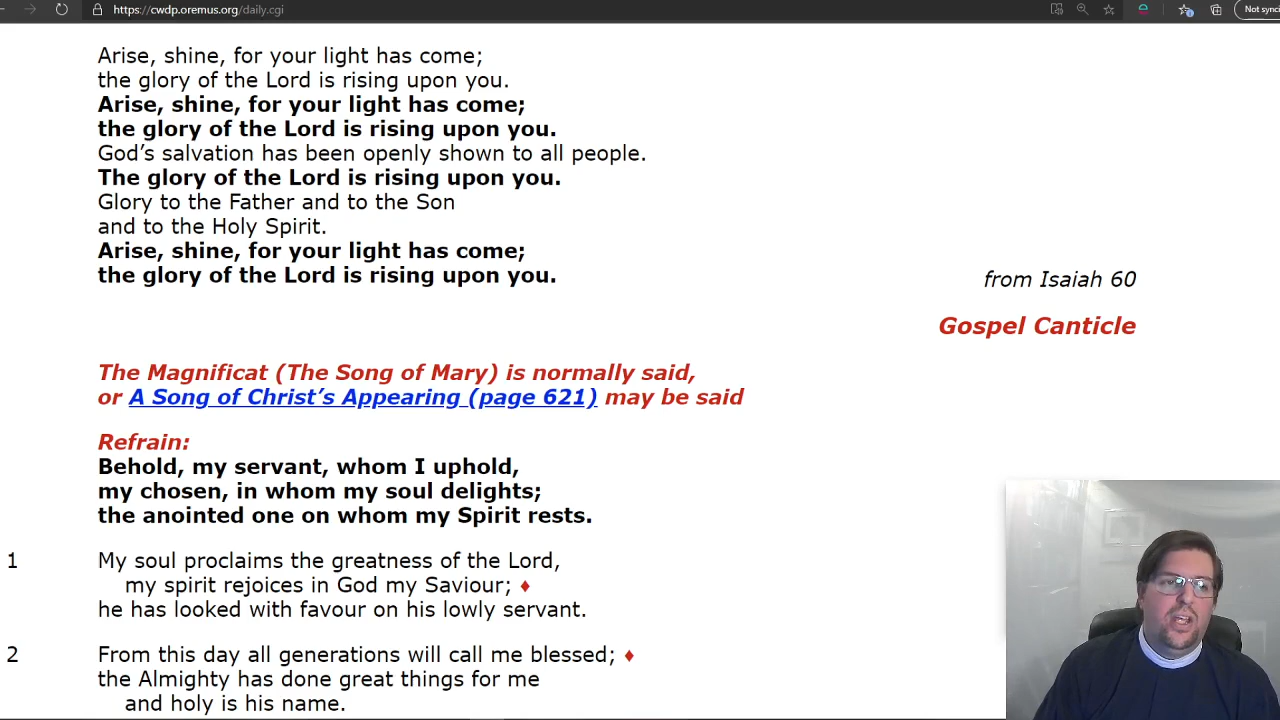 https://cwdp.oremus.org/daily.cgi
Not synci
Arise, shine, for your light has come;
the glory of the Lord is rising upon you.
Arise, shine, for your light has come;
the glory of the Lord is rising upon you.
God’s salvation has been openly shown to all people.
The glory of the Lord is rising upon you.
Glory to the Father and to the Son
and to the Holy Spirit.
Arise, shine, for your light has come;
the glory of the Lord is rising upon you.
from Isaiah 60
Gospel Canticle
The Magnificat (The Song of Mary) is normally said,
or A Song of Christ’s Appearing (page 621) may be said
Refrain:
Behold, my servant, whom I uphold,
my chosen, in whom my soul delights;
the anointed one on whom my Spirit rests.
1 My soul proclaims the greatness of the Lord,
my spirit rejoices in God my Saviour; ♦
he has looked with favour on his lowly servant.
2 From this day all generations will call me blessed; ♦
the Almighty has done great things for me
and holy is his name.